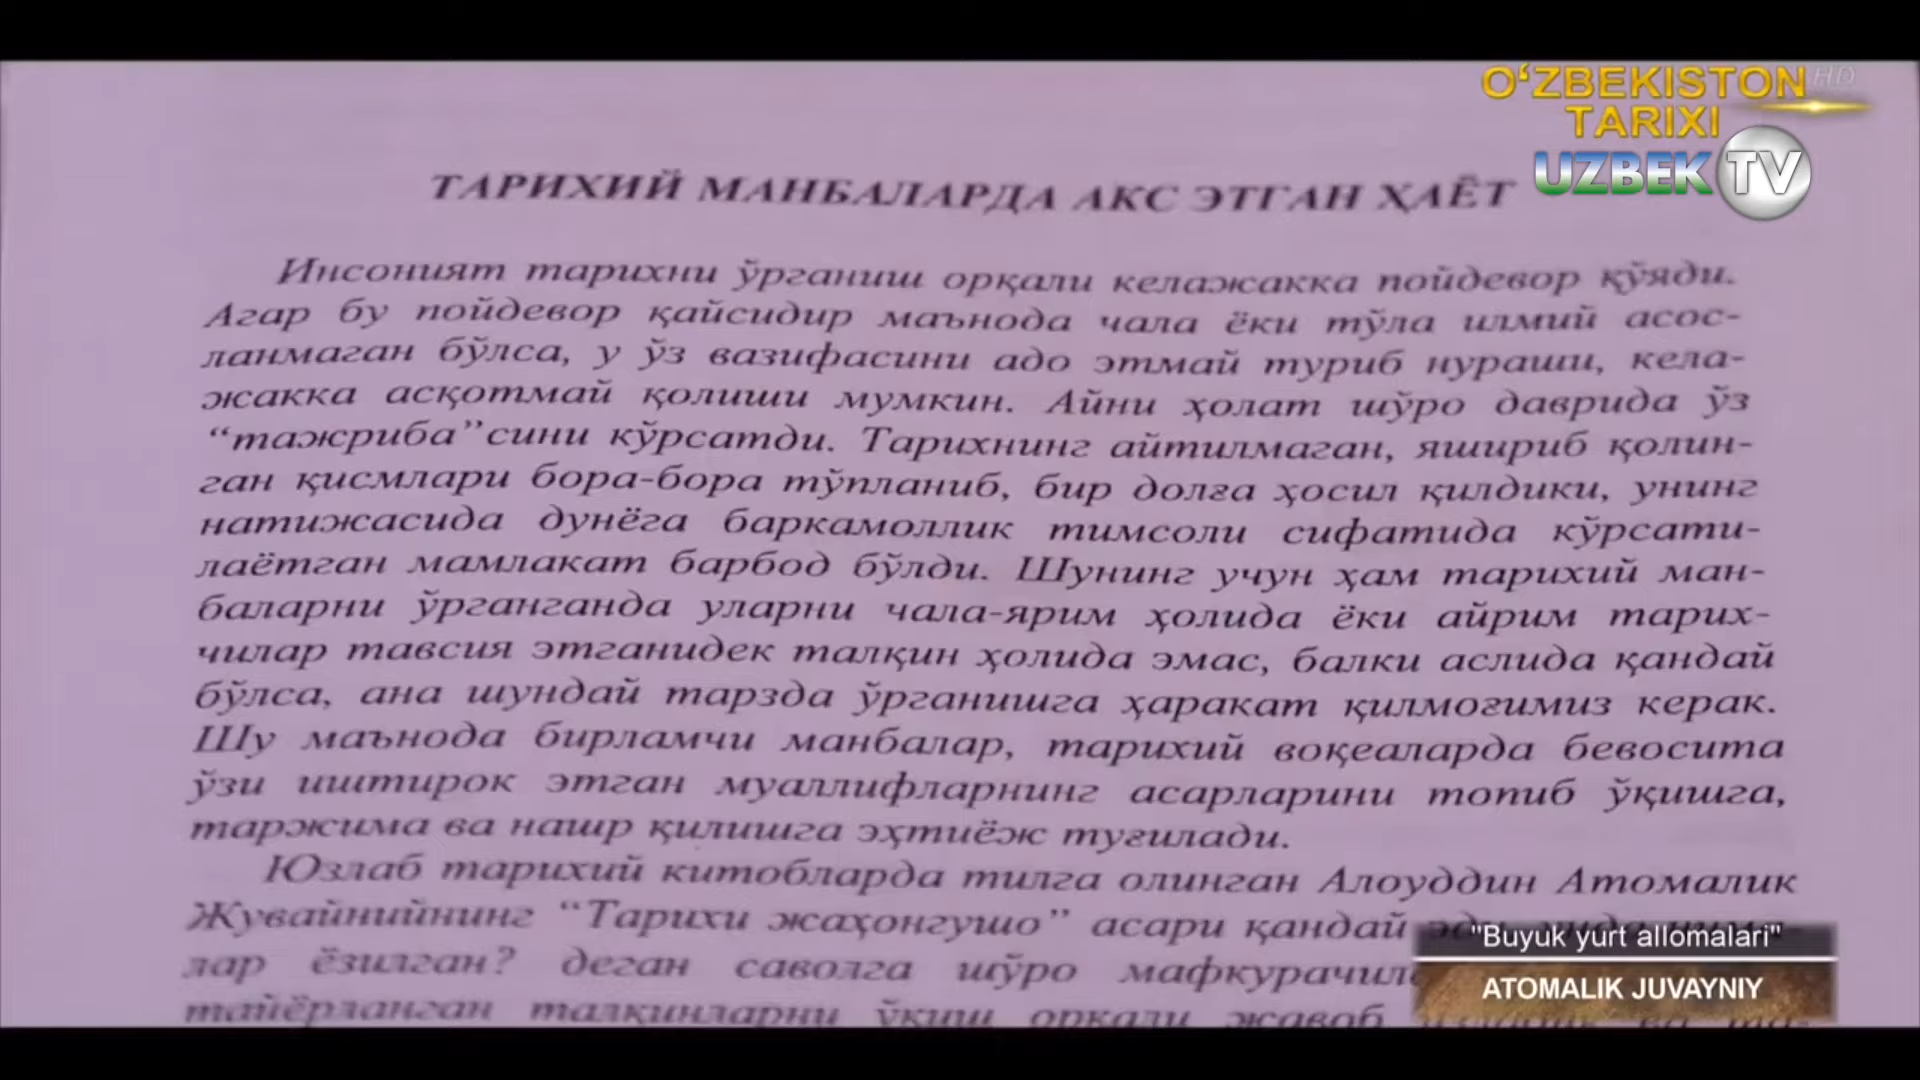 O‘ZBEKISTON HD
TARIXI
UZBEK TV
ТАРИХИЙ МАНБАЛАРДА АКС ЭТГАН ҲАЁТ
Инсоният тарихни ўрганиш орқали келажакка пойдевор қўяди.
Агар бу пойдевор қайсидир маънода чала ёки тўла илмий асос-
ланмаган бўлса, у ўз вазифасини адо этмай туриб нураши, кела-
жакка асқотмай қолиши мумкин. Айни ҳолат шўро даврида ўз
“тажриба”сини кўрсатди. Тарихнинг айтилмаган, яшириб қолин-
ган қисмлари бора-бора тўпланиб, бир долға ҳосил қилдики, унинг
натижасида дунёга баркамоллик тимсоли сифатида кўрсати-
лаётган мамлакат барбод бўлди. Шунинг учун ҳам тарихий ман-
баларни ўрганганда уларни чала-ярим ҳолида ёки айрим тарих-
чилар тавсия этганидек талқин ҳолида эмас, балки аслида қандай
бўлса, ана шундай тарзда ўрганишга ҳаракат қилмоғимиз керак.
Шу маънода бирламчи манбалар, тарихий воқеаларда бевосита
ўзи иштирок этган муаллифларнинг асарларини топиб ўқишга,
таржима ва нашр қилишга эҳтиёж туғилади.
Юзлаб тарихий китобларда тилга олинган Алоуддин Атомалик
Жувайнийнинг “Тарихи жаҳонгушо” асари қандай
лар ёзилган? деган саволга шўро
тайёрланган талқинларни ўқиш орқали жавоб
"Buyuk yurt allomalari"
ATOMALIK JUVAYNIY